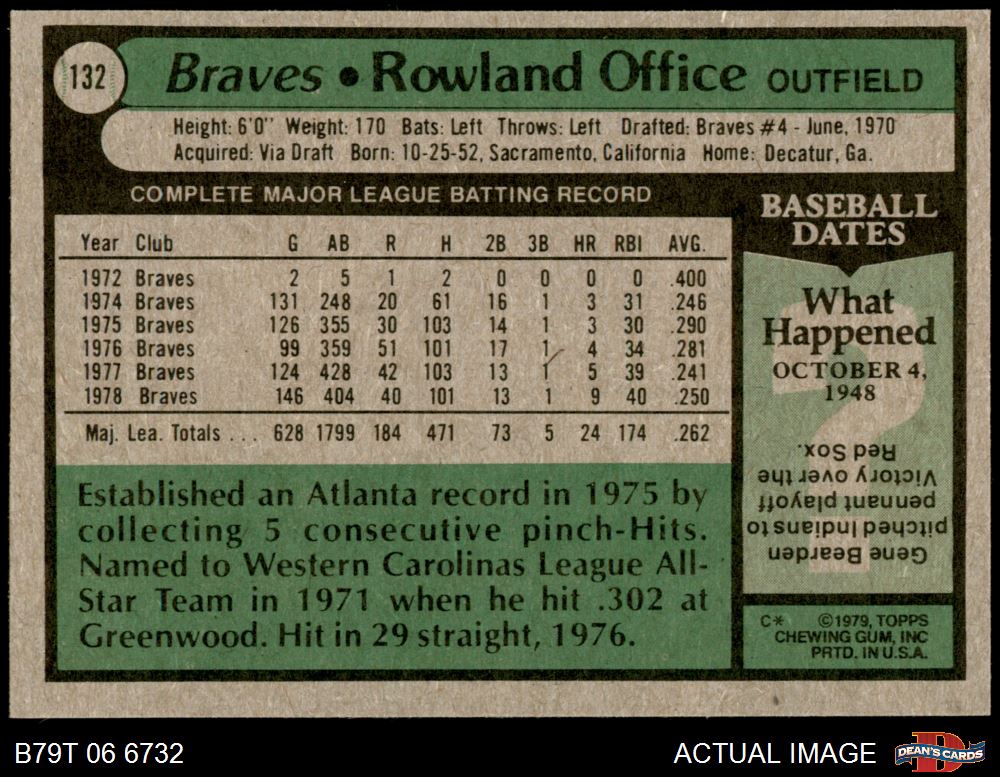 132
Braves • Rowland Office OUTFIELD
Height: 6'0" Weight: 170 Bats: Left Throws: Left Drafted: Braves #4 - June, 1970
Acquired: Via Draft Born: 10-25-52, Sacramento, California Home: Decatur, Ga.
COMPLETE MAJOR LEAGUE BATTING RECORD
Year Club G AB R H 2B 3B HR RBI AVG.
1972 Braves 2 5 1 2 0 0 0 0 .400
1974 Braves 131 248 20 61 16 1 3 31 .246
1975 Braves 126 355 30 103 14 1 3 30 .290
1976 Braves 99 359 51 101 17 1 4 34 .281
1977 Braves 124 428 42 103 13 1 5 39 .241
1978 Braves 146 404 40 101 13 1 9 40 .250
Maj. Lea. Totals . . . 628 1799 184 471 73 5 24 174 .262
Established an Atlanta record in 1975 by
collecting 5 consecutive pinch-Hits.
Named to Western Carolinas League All-
Star Team in 1971 when he hit .302 at
Greenwood. Hit in 29 straight, 1976.
BASEBALL
DATES
What
Happened
OCTOBER 4,
1948
Gene Bearden
pitched Indians to
pennant playoff
Victory over the
Red Sox.
C* ©1979, TOPPS
CHEWING GUM, INC
PRTD. IN U.S.A.
B79T 06 6732
ACTUAL IMAGE
DEAN'S CARDS